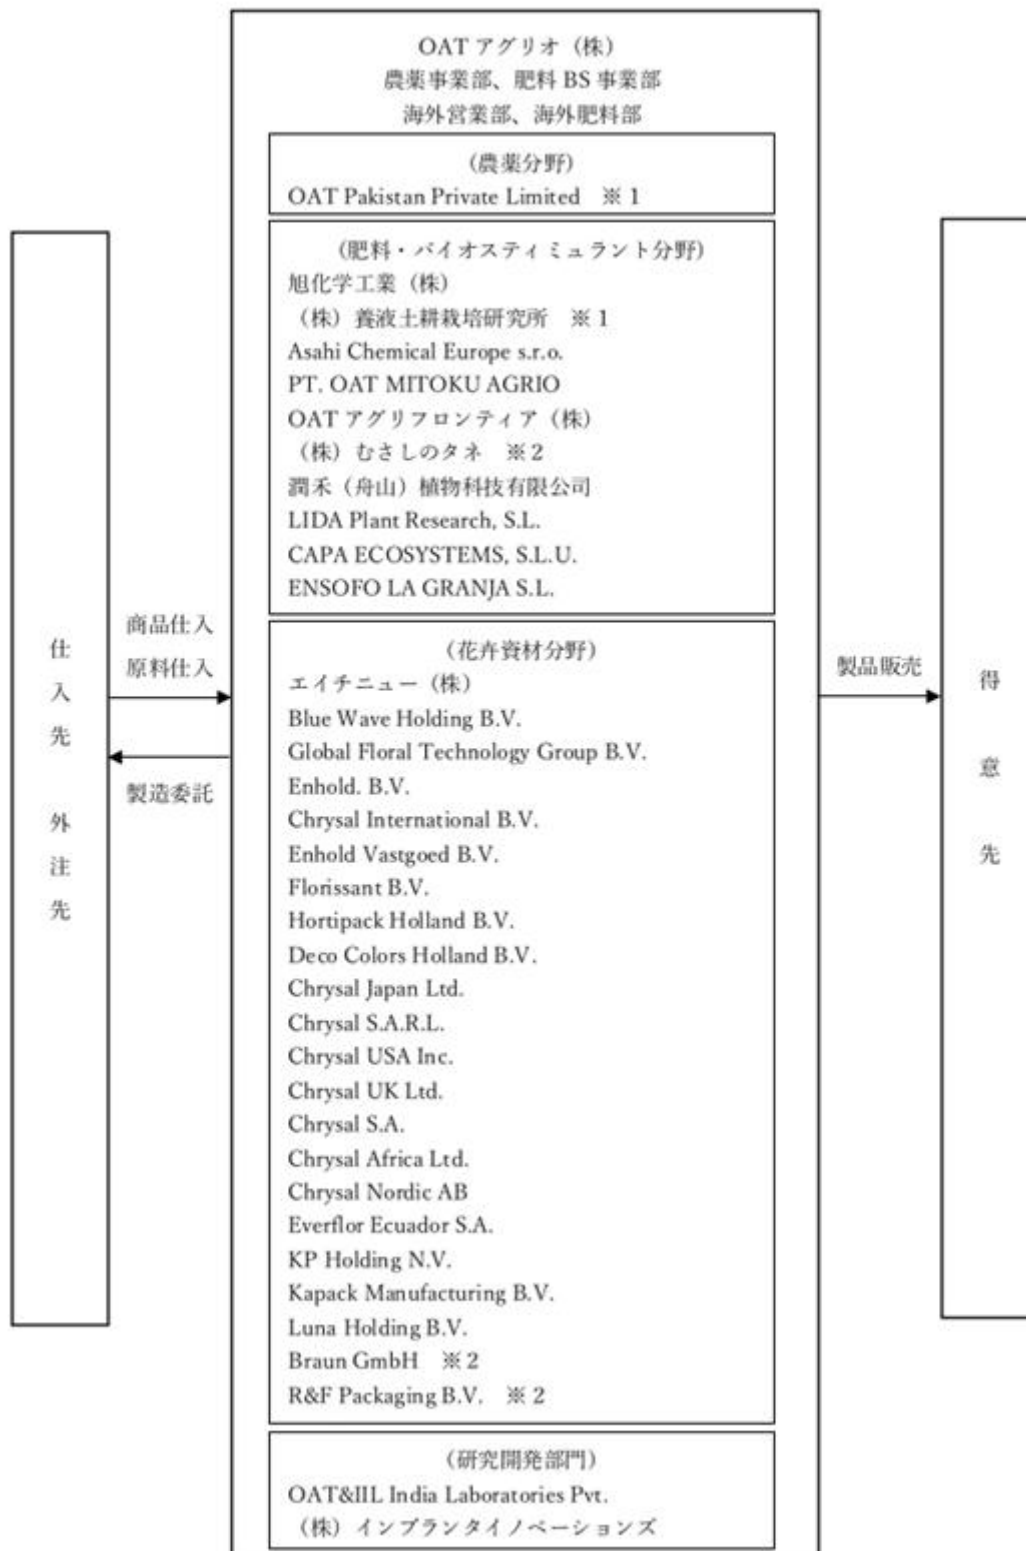 OAT アグリオ（株）
農薬事業部、肥料 BS 事業部
海外営業部、海外肥料部
（農薬分野）
OAT Pakistan Private Limited ※1
（肥料・バイオスティミュラント分野）
旭化学工業（株）
（株）養液土耕栽培研究所 ※1
Asahi Chemical Europe s.r.o.
PT. OAT MITOKU AGRIO
OAT アグリフロンティア（株）
（株）むさしのタネ ※2
潤禾（舟山）植物科技有限公司
LIDA Plant Research, S.L.
CAPA ECOSYSTEMS, S.L.U.
ENSOFO LA GRANJA S.L.
（花卉資材分野）
エイチニュー（株）
Blue Wave Holding B.V.
Global Floral Technology Group B.V.
Enhold. B.V.
Chrysal International B.V.
Enhold Vastgoed B.V.
Florissant B.V.
Hortipack Holland B.V.
Deco Colors Holland B.V.
Chrysal Japan Ltd.
Chrysal S.A.R.L.
Chrysal USA Inc.
Chrysal UK Ltd.
Chrysal S.A.
Chrysal Africa Ltd.
Chrysal Nordic AB
Everflor Ecuador S.A.
KP Holding N.V.
Kapack Manufacturing B.V.
Luna Holding B.V.
Braun GmbH ※2
R&F Packaging B.V. ※2
（研究開発部門）
OAT&IIL India Laboratories Pvt.
（株）インプランタイノベーションズ
仕入先 外注先
商品仕入
原料仕入
製造委託
製品販売
得意先